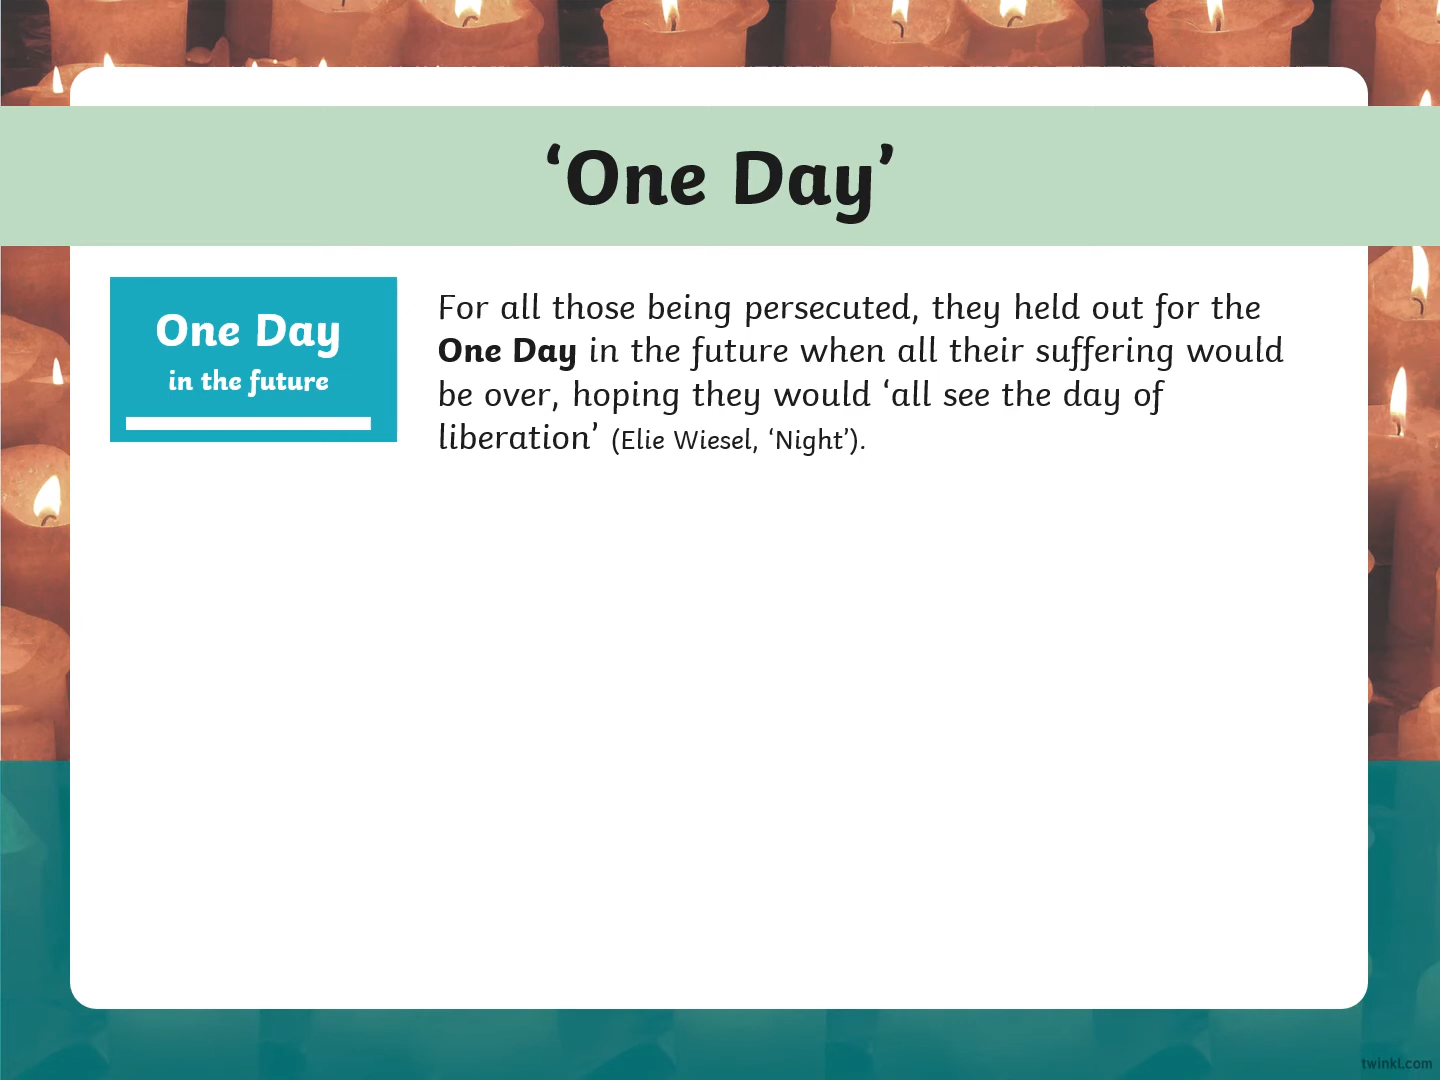 ‘One Day’
One Day
in the future
For all those being persecuted, they held out for the
One Day in the future when all their suffering would
be over, hoping they would ‘all see the day of
liberation’ (Elie Wiesel, ‘Night’).
twinkl.com